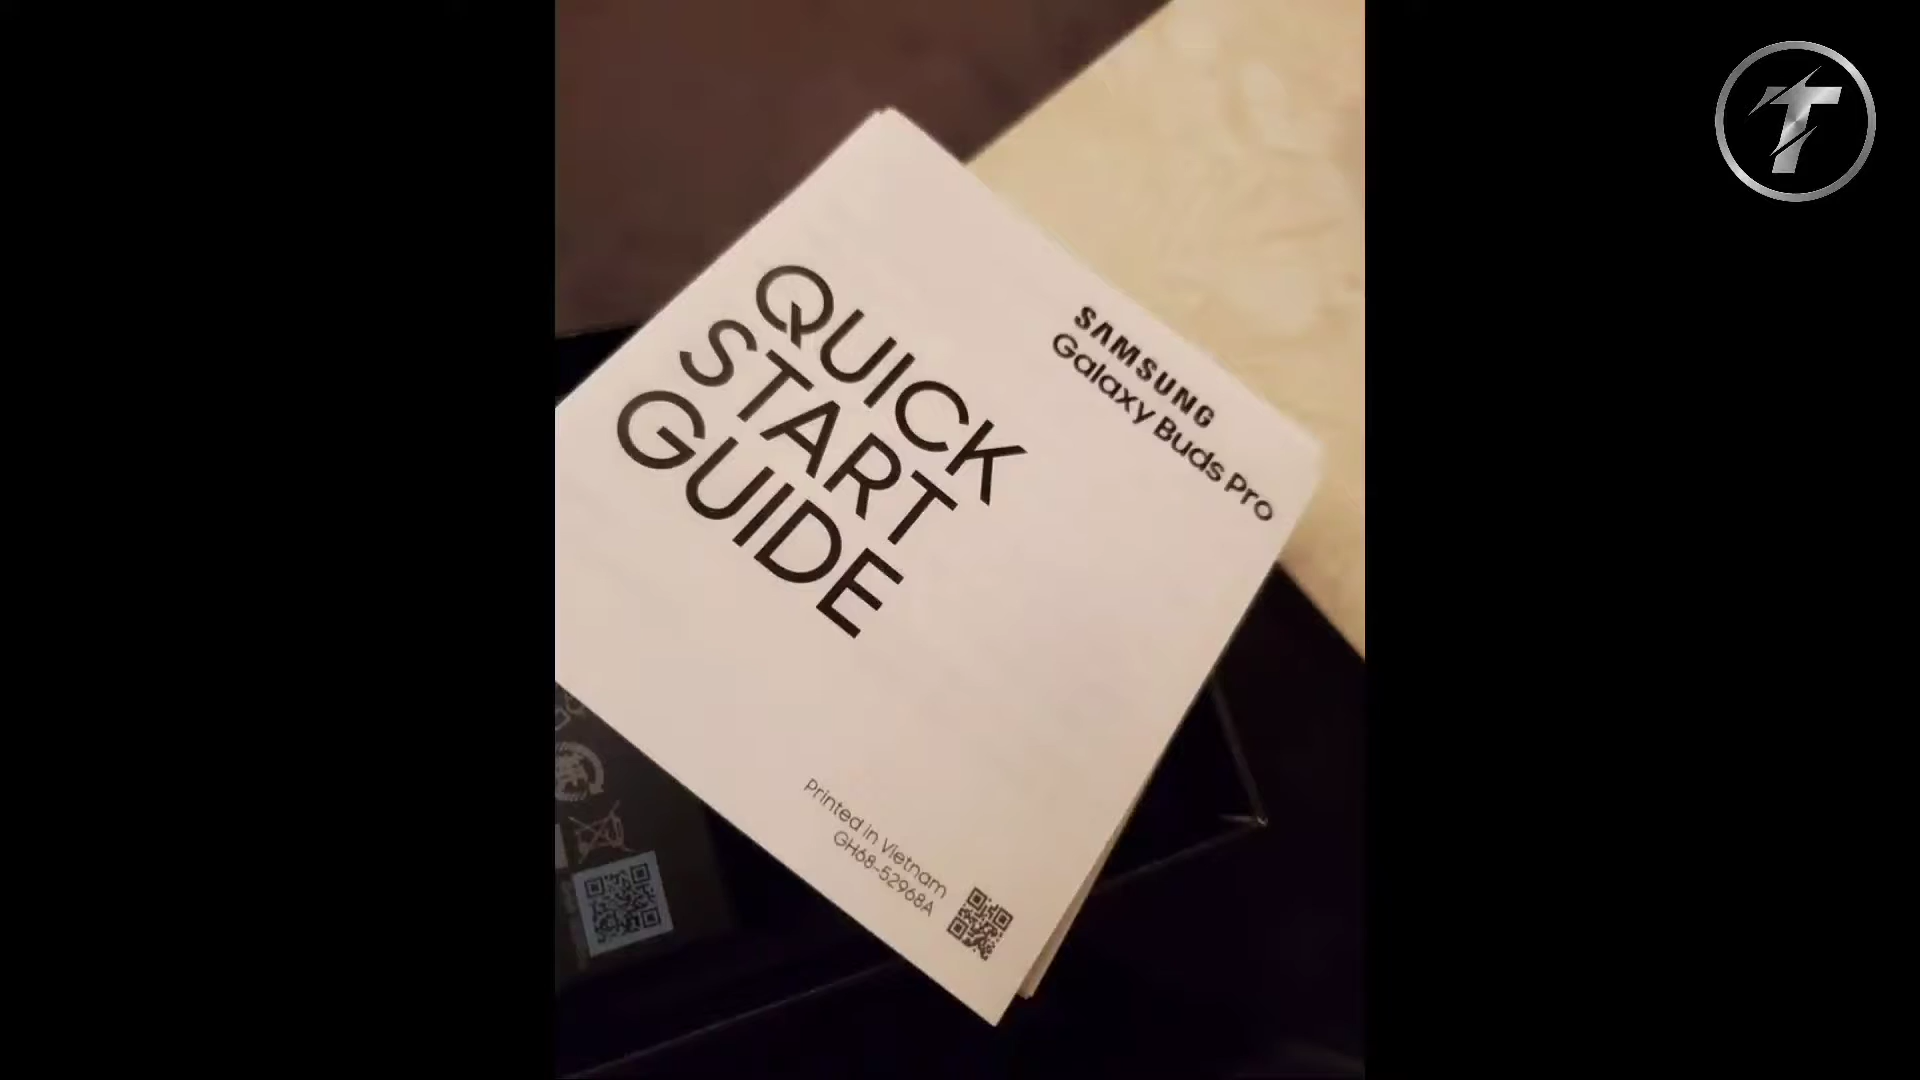 QUICK
START
GUIDE
SAMSUNG
Galaxy Buds Pro
Printed in Vietnam
GH68-52968A
T